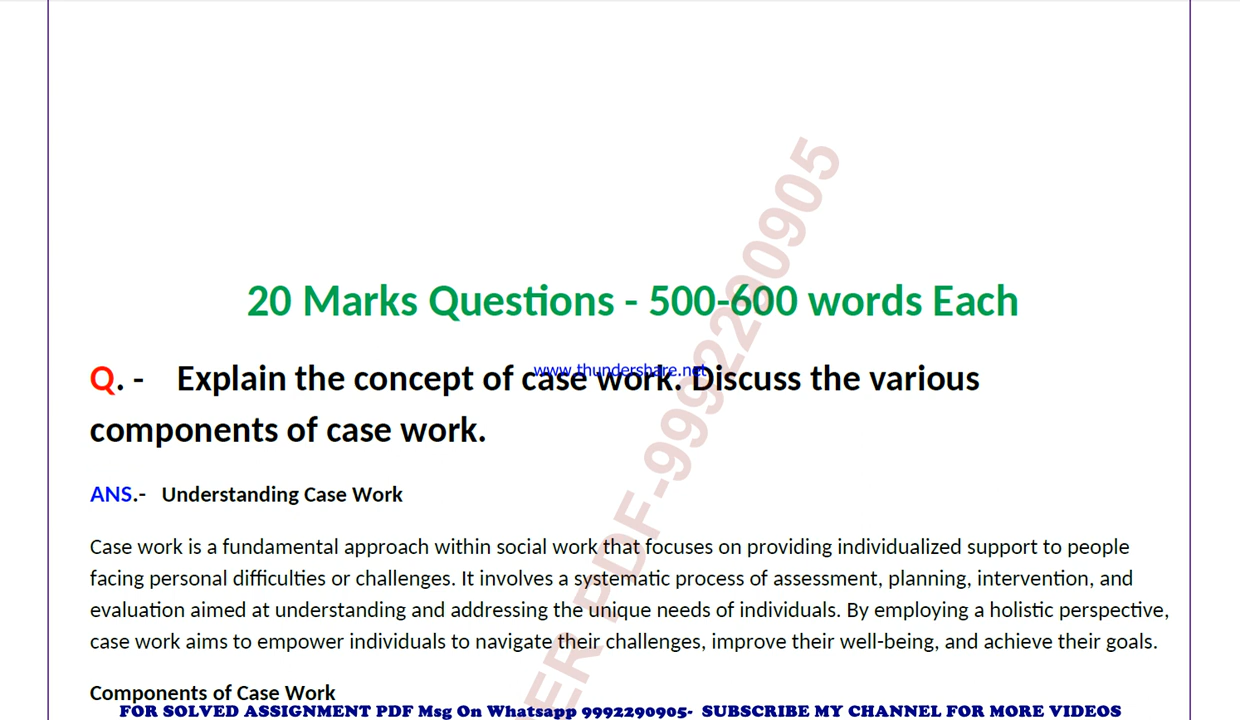 20 Marks Questions - 500-600 words Each
www.thundershare.net
Q. - Explain the concept of case work. Discuss the various
components of case work.
ANS.- Understanding Case Work
Case work is a fundamental approach within social work that focuses on providing individualized support to people
facing personal difficulties or challenges. It involves a systematic process of assessment, planning, intervention, and
evaluation aimed at understanding and addressing the unique needs of individuals. By employing a holistic perspective,
case work aims to empower individuals to navigate their challenges, improve their well-being, and achieve their goals.
Components of Case Work
FOR SOLVED ASSIGNMENT PDF Msg On Whatsapp 9992290905- SUBSCRIBE MY CHANNEL FOR MORE VIDEOS
ER PDF-9992290905